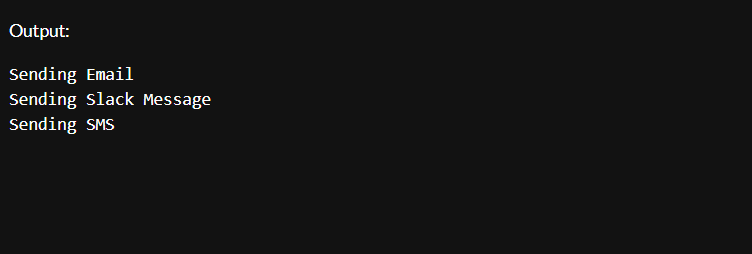 Output:
Sending Email
Sending Slack Message
Sending SMS